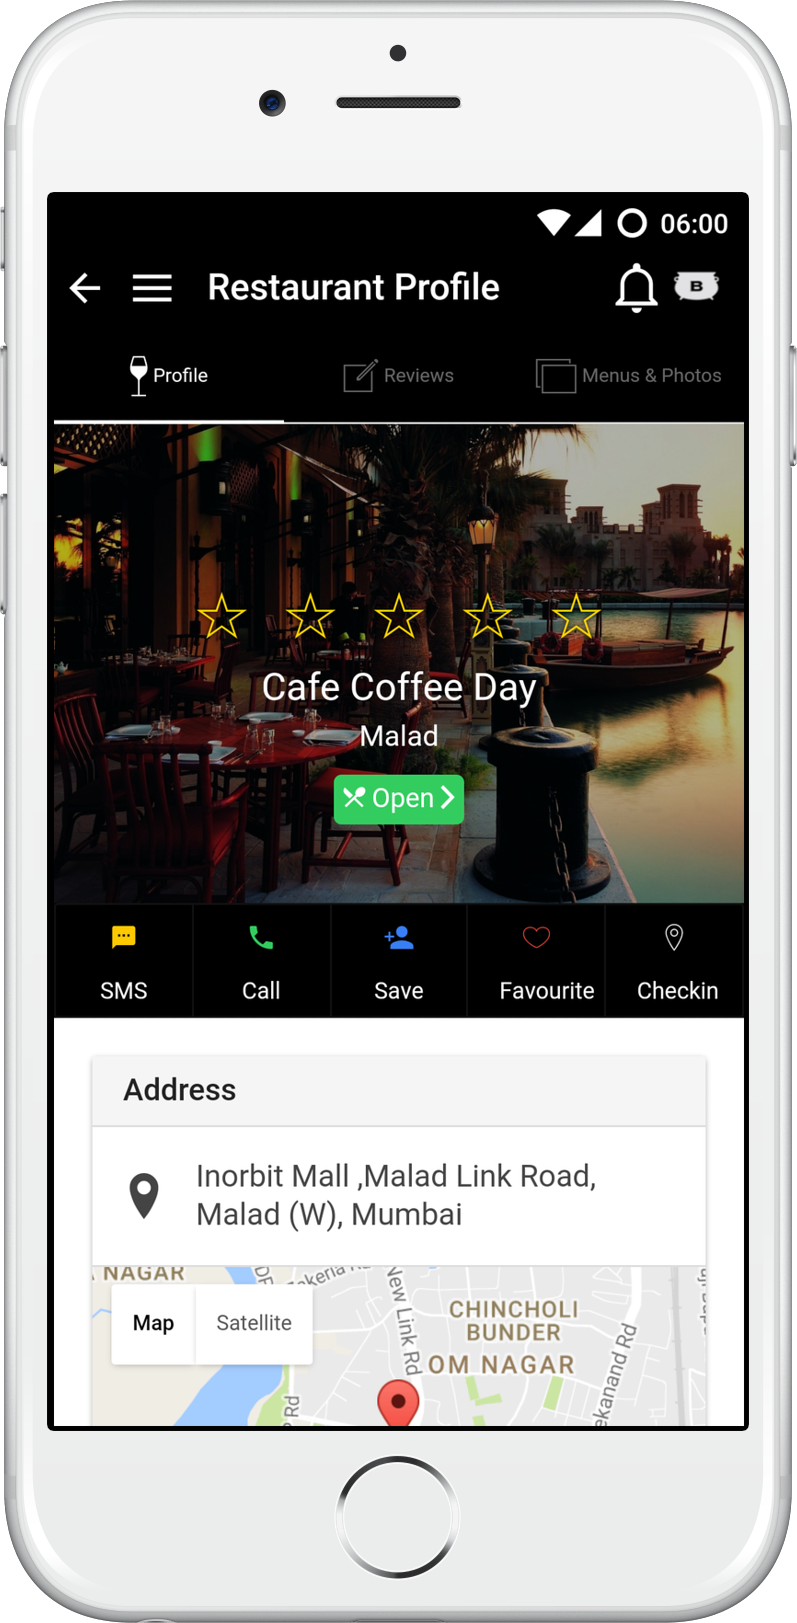 06:00
Restaurant Profile
B
Profile
Reviews
Menus & Photos
Cafe Coffee Day
Malad
Open
SMS
Call
Save
Favourite
Checkin
Address
Inorbit Mall ,Malad Link Road,
Malad (W), Mumbai
NAGAR
Map
Satellite
New Link Rd
CHINCHOLI
BUNDER
OM NAGAR
Rd
ekanand Rd